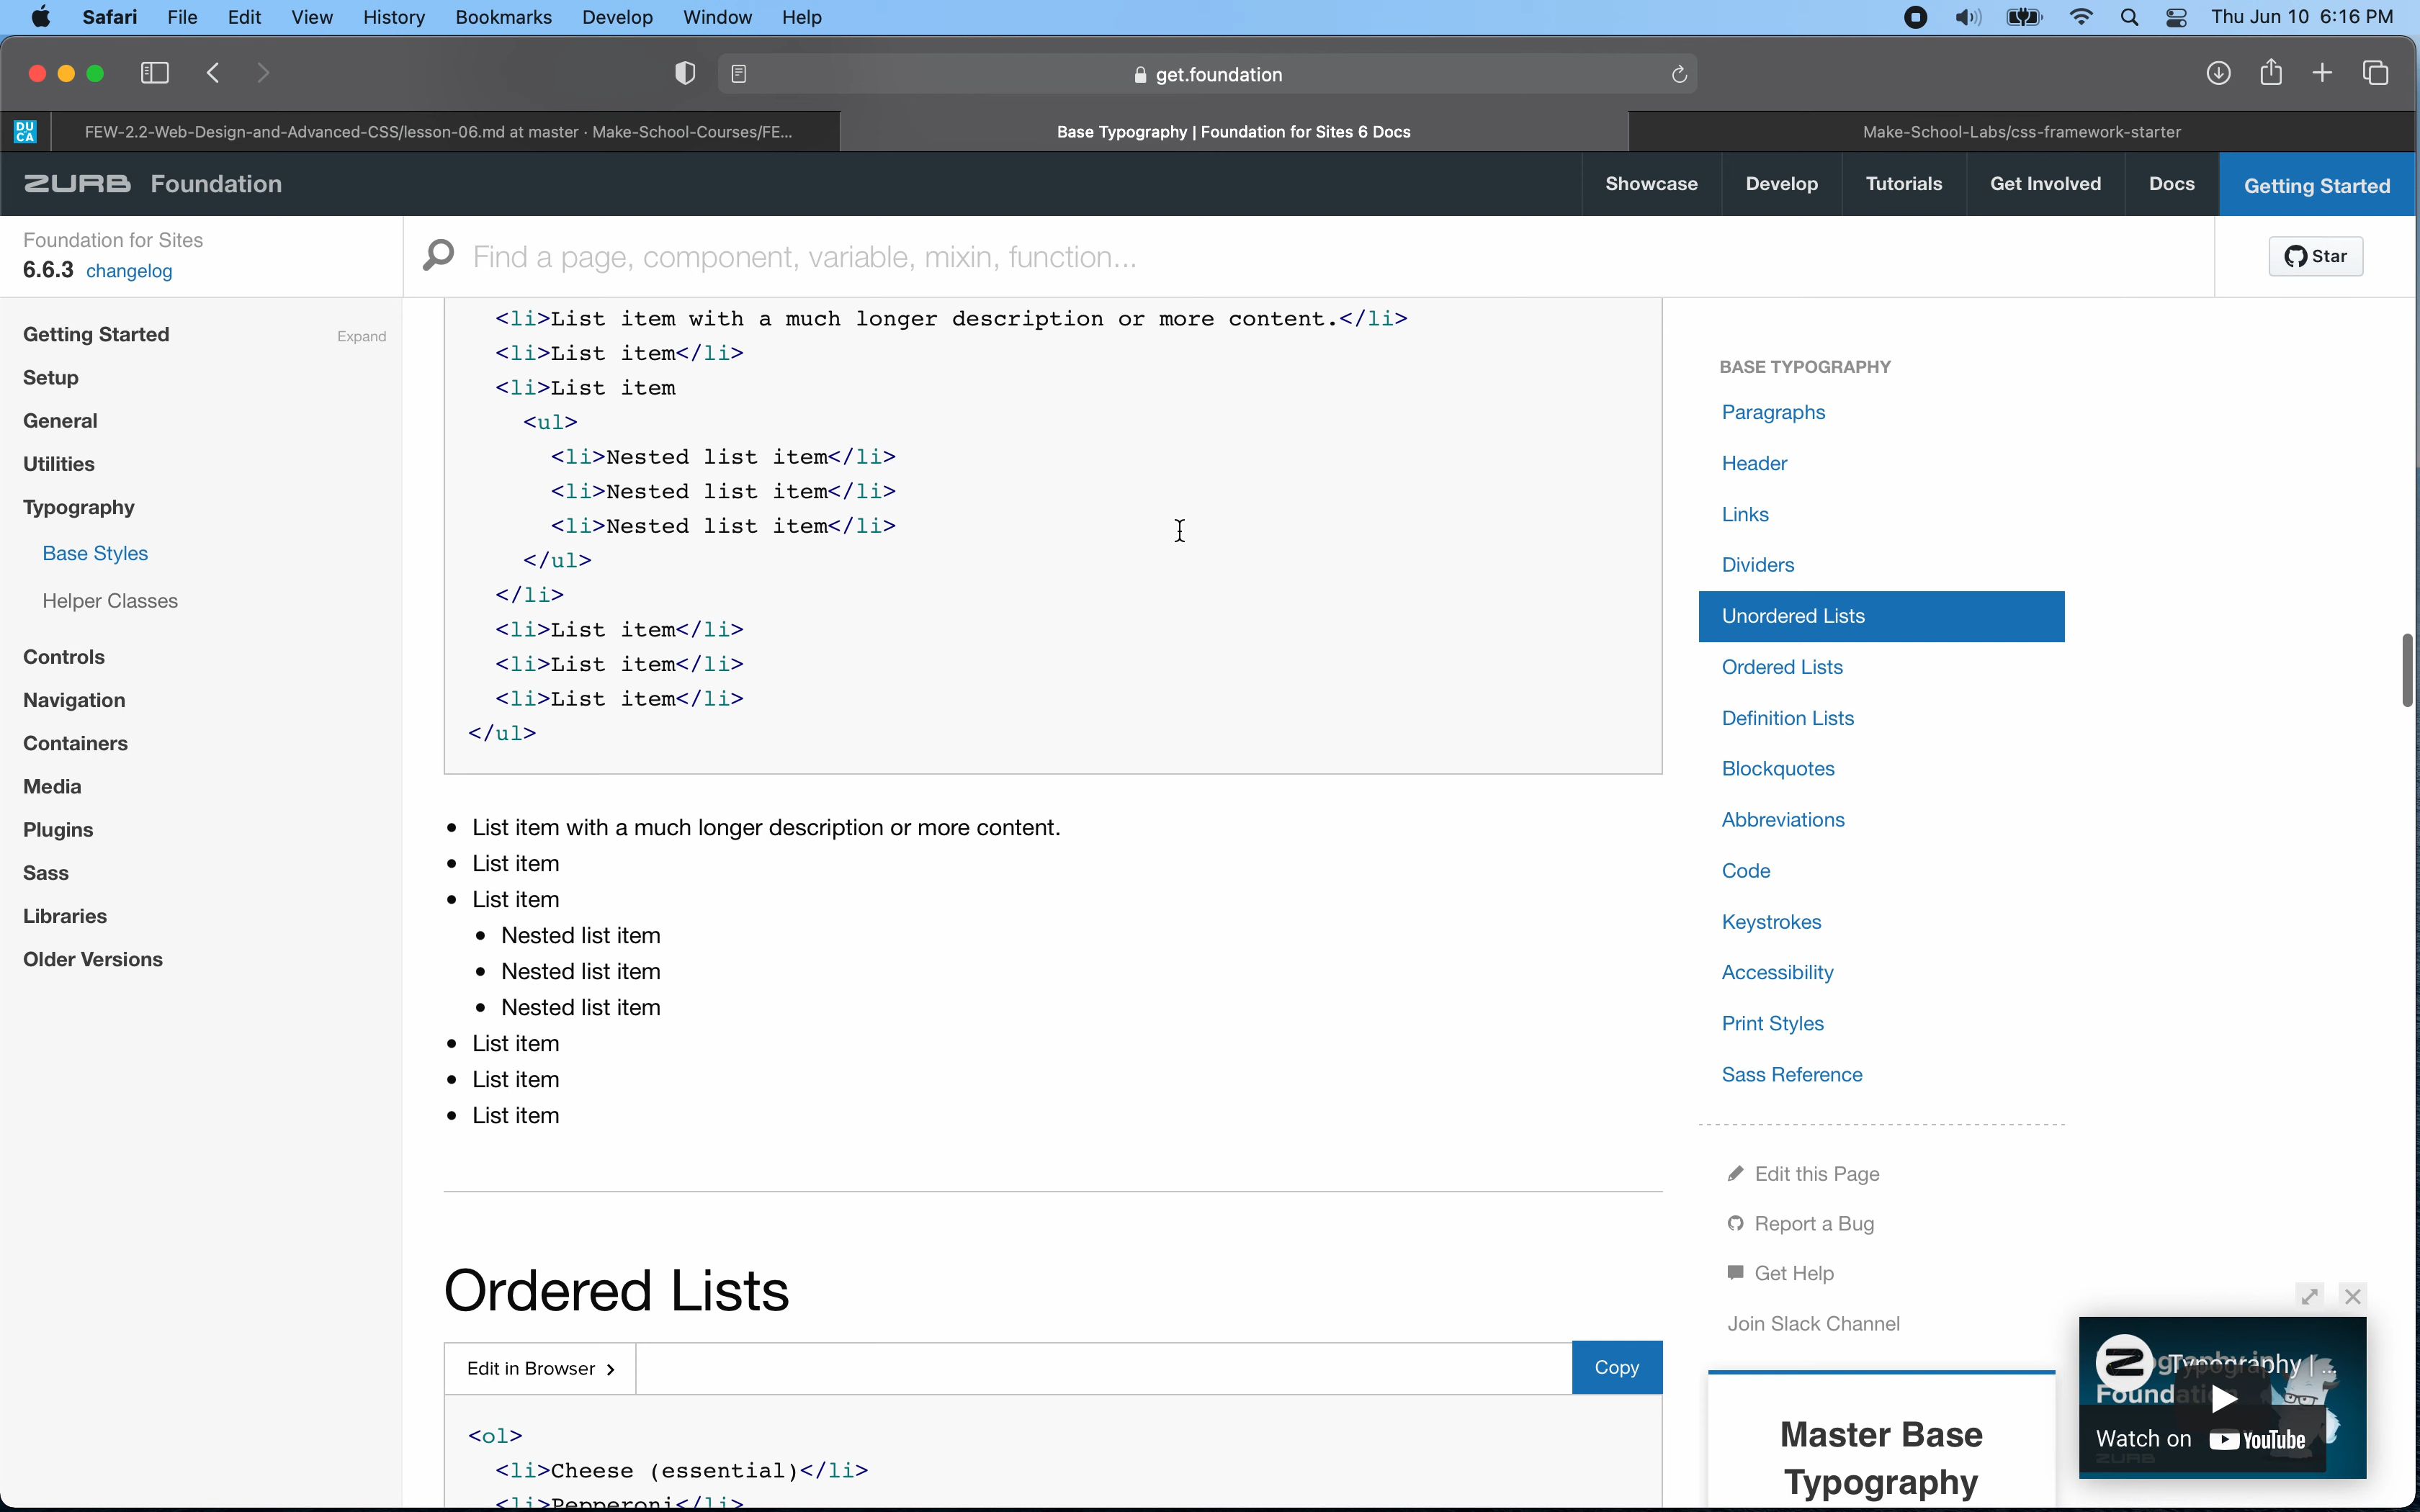 Safari File Edit View History Bookmarks Develop Window Help Thu Jun 10 6:16 PM
get.foundation
DUCA FEW-2.2-Web-Design-and-Advanced-CSS/lesson-06.md at master · Make-School-Courses/FE... Base Typography | Foundation for Sites 6 Docs Make-School-Labs/css-framework-starter
ZURB Foundation Showcase Develop Tutorials Get Involved Docs Getting Started
Foundation for Sites
6.6.3 changelog
Find a page, component, variable, mixin, function...
Star
Getting Started Expand
Setup
General
Utilities
Typography
Base Styles
Helper Classes
Controls
Navigation
Containers
Media
Plugins
Sass
Libraries
Older Versions
<li>List item with a much longer description or more content.</li>
<li>List item</li>
<li>List item
<ul>
<li>Nested list item</li>
<li>Nested list item</li>
<li>Nested list item</li>
</ul>
</li>
<li>List item</li>
<li>List item</li>
<li>List item</li>
</ul>
• List item with a much longer description or more content.
• List item
• List item
• Nested list item
• Nested list item
• Nested list item
• List item
• List item
• List item
Ordered Lists
Edit in Browser Copy
<ol>
<li>Cheese (essential)</li>
<li>Pepperoni</li>
BASE TYPOGRAPHY
Paragraphs
Header
Links
Dividers
Unordered Lists
Ordered Lists
Definition Lists
Blockquotes
Abbreviations
Code
Keystrokes
Accessibility
Print Styles
Sass Reference
Edit this Page
Report a Bug
Get Help
Join Slack Channel
Master Base
Typography
Typography | ...
Watch on YouTube
ZURB